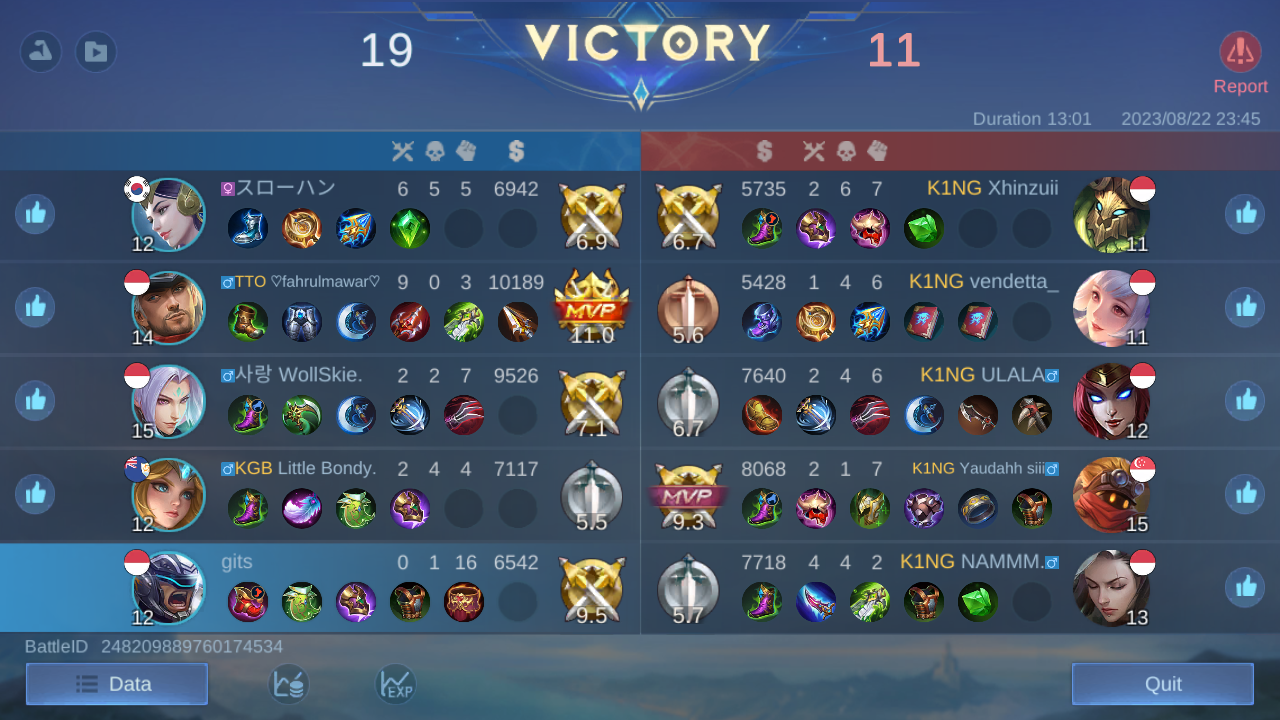 19 VICTORY 11
Report
Duration 13:01 2023/08/22 23:45
スローハン 6 5 5 6942 6.9 12
6.7 5735 2 6 7 K1NG Xhinzuii 11
TTO ♡fahrulmawar♡ 9 0 3 10189 MVP 11.0 14
5.6 5428 1 4 6 K1NG vendetta_ 11
사랑 WollSkie. 2 2 7 9526 7.1 15
6.7 7640 2 4 6 K1NG ULALA 12
KGB Little Bondy. 2 4 4 7117 5.5 12
MVP 9.3 8068 2 1 7 K1NG Yaudahh siii 15
gits 0 1 16 6542 9.5 12
5.7 7718 4 4 2 K1NG NAMMM. 13
BattleID 248209889760174534
Data EXP Quit